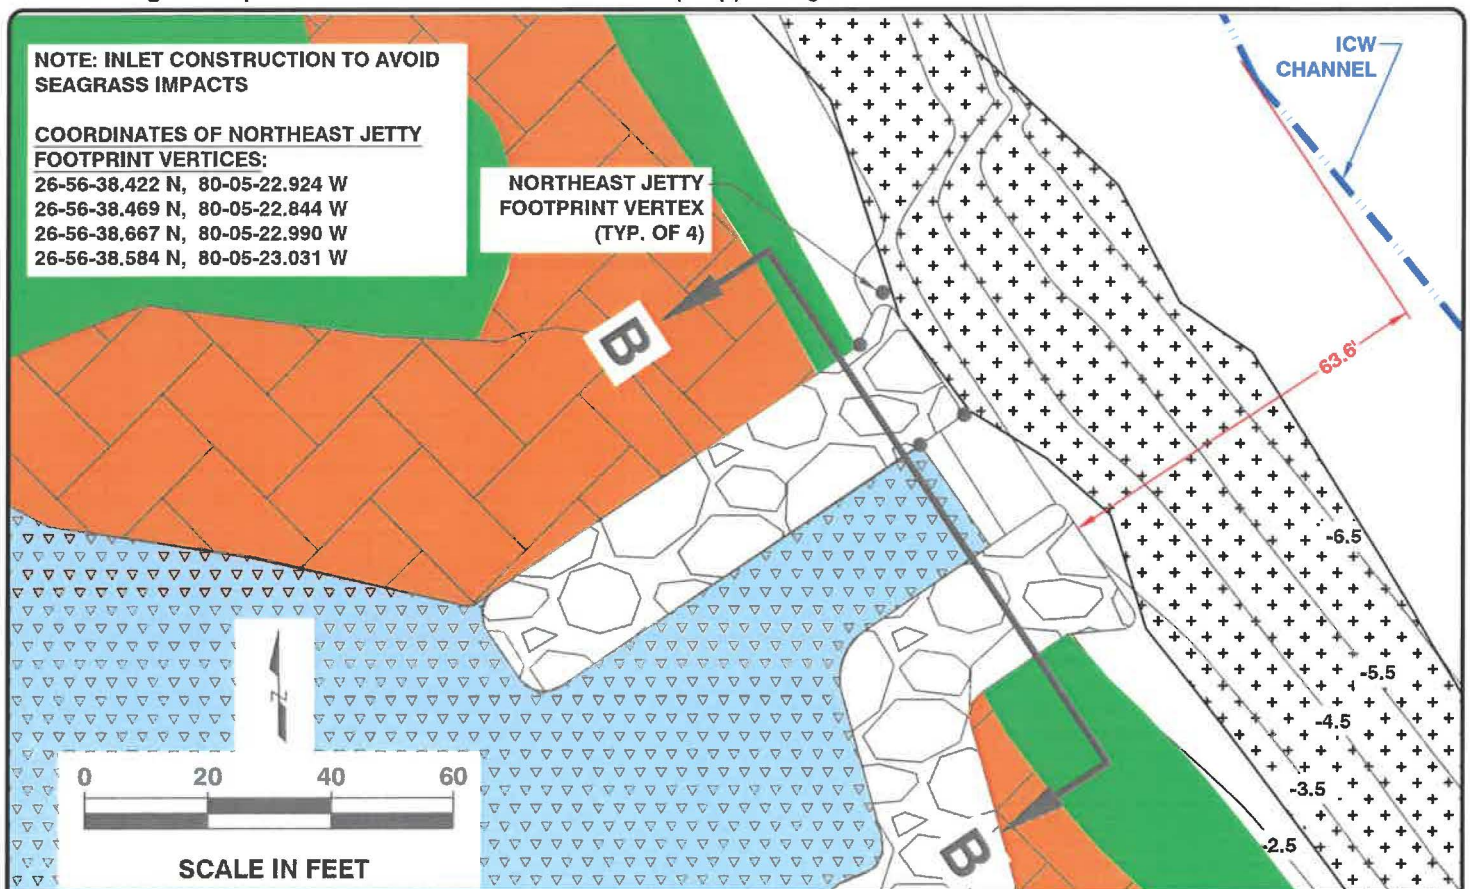 NOTE: INLET CONSTRUCTION TO AVOID
SEAGRASS IMPACTS
COORDINATES OF NORTHEAST JETTY
FOOTPRINT VERTICES:
26-56-38.422 N, 80-05-22.924 W
26-56-38.469 N, 80-05-22.844 W
26-56-38.667 N, 80-05-22.990 W
26-56-38.584 N, 80-05-23.031 W
NORTHEAST JETTY
FOOTPRINT VERTEX
(TYP. OF 4)
ICW
CHANNEL
B
63.6'
-6.5
-5.5
-4.5
-3.5
-2.5
B
N
0 20 40 60
SCALE IN FEET